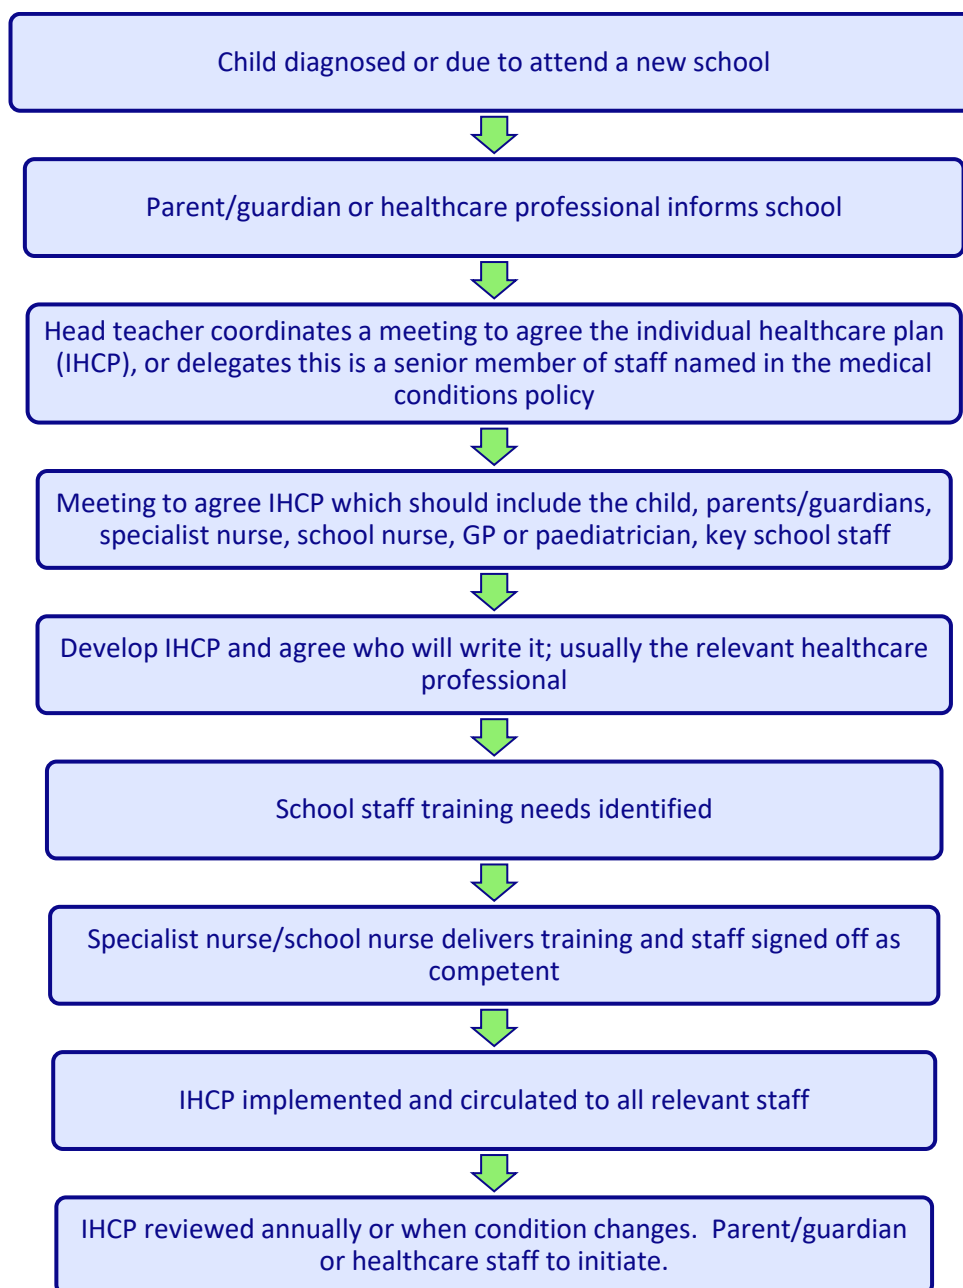 Child diagnosed or due to attend a new school
Parent/guardian or healthcare professional informs school
Head teacher coordinates a meeting to agree the individual healthcare plan
(IHCP), or delegates this is a senior member of staff named in the medical
conditions policy
Meeting to agree IHCP which should include the child, parents/guardians,
specialist nurse, school nurse, GP or paediatrician, key school staff
Develop IHCP and agree who will write it; usually the relevant healthcare
professional
School staff training needs identified
Specialist nurse/school nurse delivers training and staff signed off as
competent
IHCP implemented and circulated to all relevant staff
IHCP reviewed annually or when condition changes.  Parent/guardian
or healthcare staff to initiate.